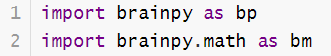 1 import brainpy as bp
2 import brainpy.math as bm